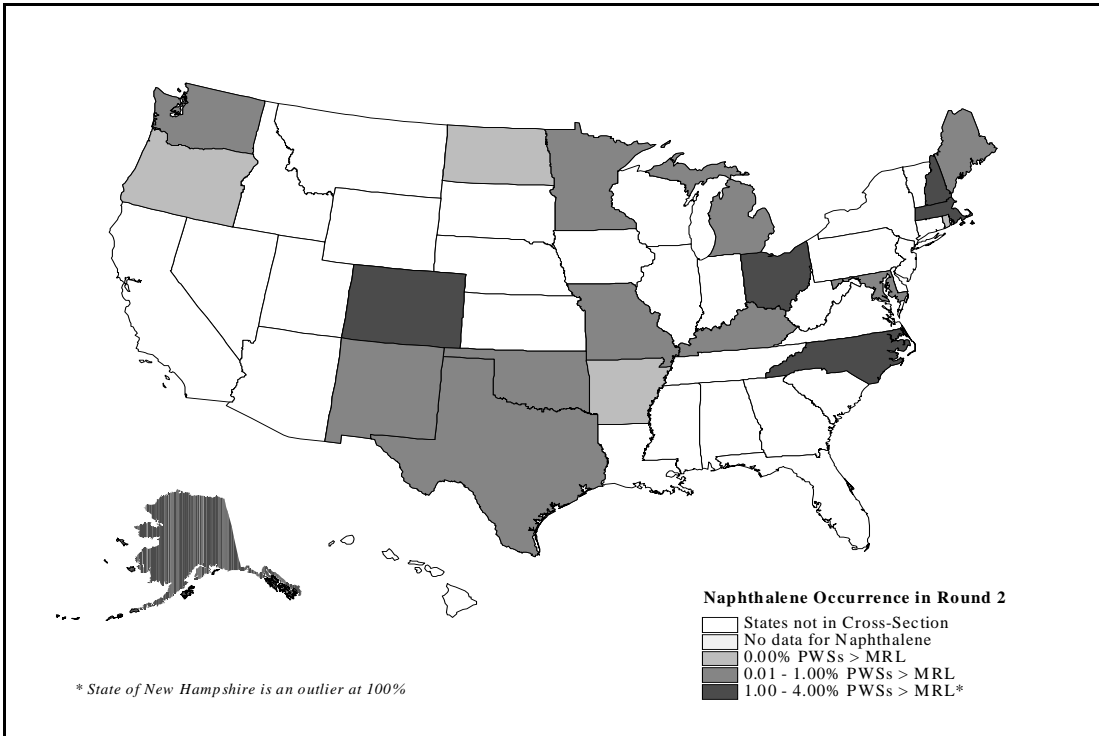 Naphthalene Occurrence in Round 2
States not in Cross-Section
No data for Naphthalene
0.00% PWSs > MRL
0.01 - 1.00% PWSs > MRL
1.00 - 4.00% PWSs > MRL*
* State of New Hampshire is an outlier at 100%